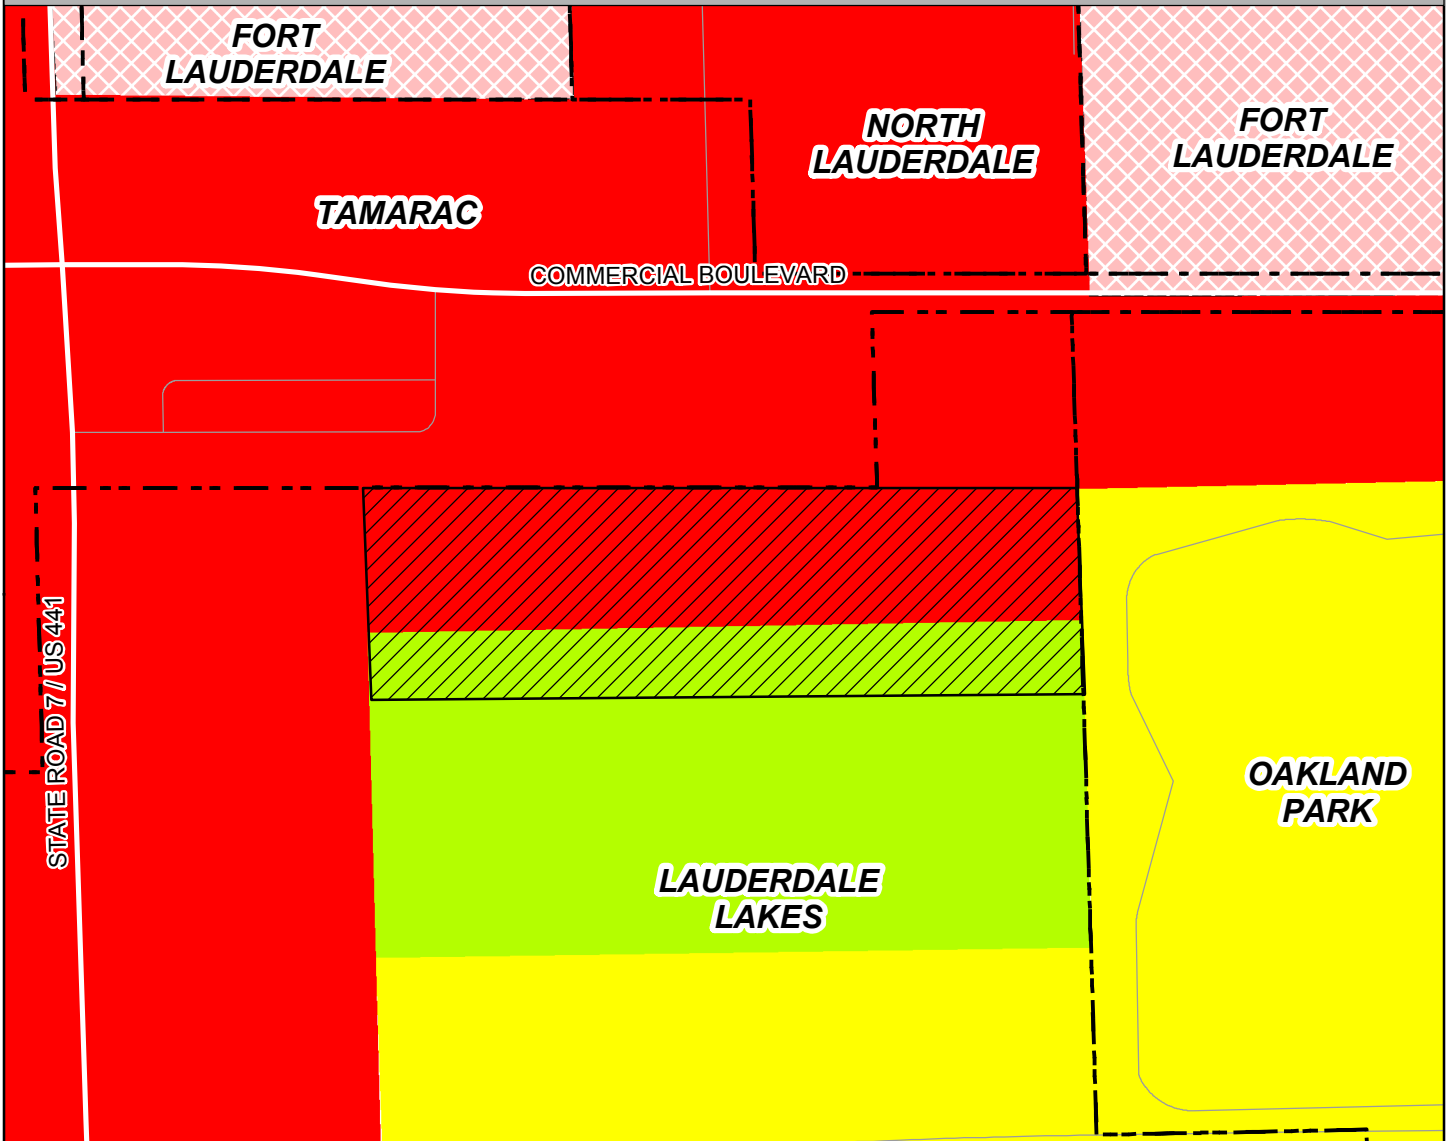 FORT
LAUDERDALE
NORTH
LAUDERDALE
FORT
LAUDERDALE
TAMARAC
COMMERCIAL BOULEVARD
STATE ROAD 7 / US 441
OAKLAND
PARK
LAUDERDALE
LAKES